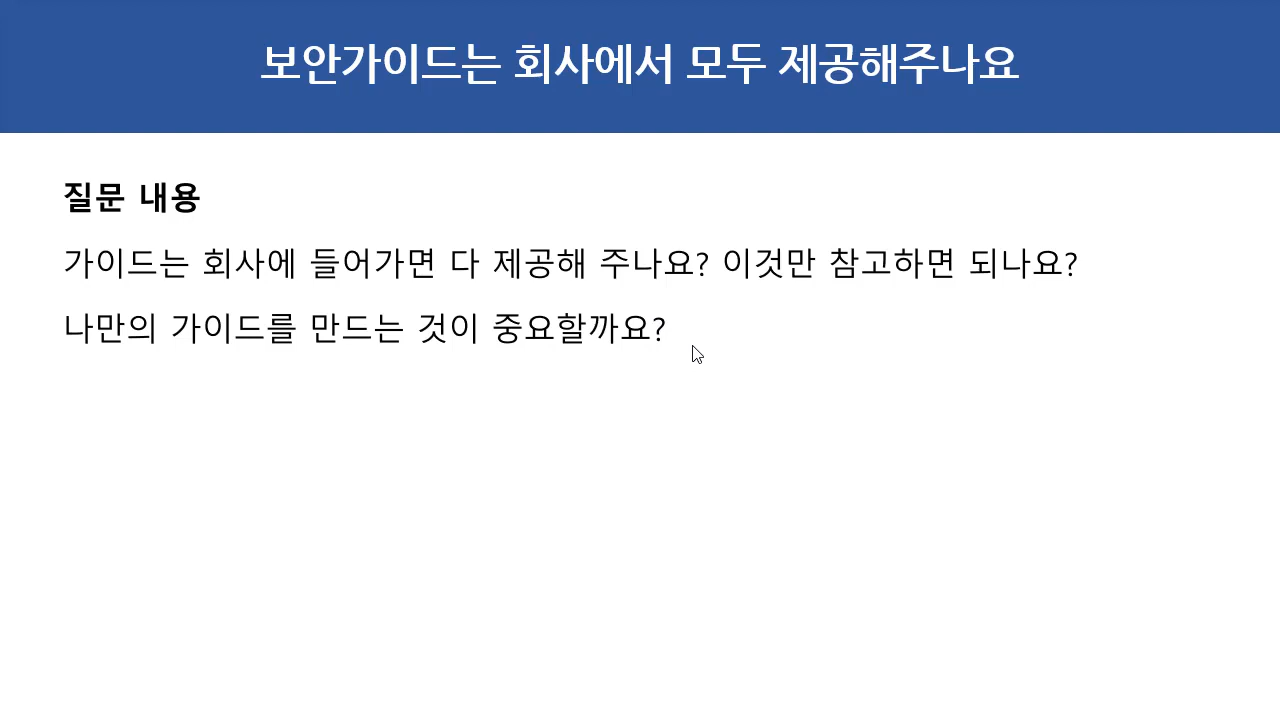 보안가이드는 회사에서 모두 제공해주나요
질문 내용
가이드는 회사에 들어가면 다 제공해 주나요? 이것만 참고하면 되나요?
나만의 가이드를 만드는 것이 중요할까요?